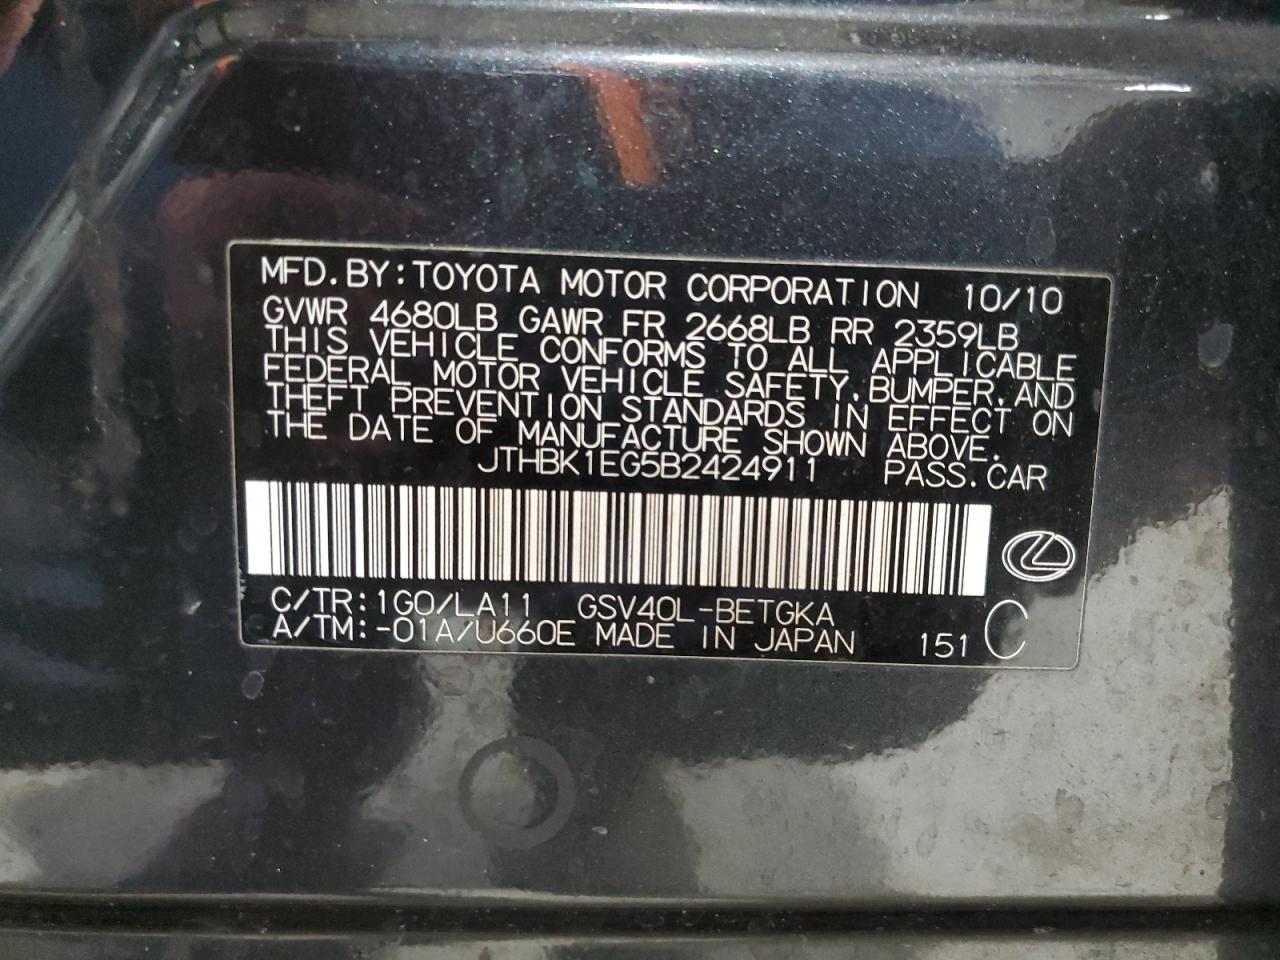 MFD.BY:TOYOTA MOTOR CORPORATION 10/10
GVWR 4680LB GAWR FR 2668LB RR 2359LB
THIS VEHICLE CONFORMS TO ALL APPLICABLE
FEDERAL MOTOR VEHICLE SAFETY,BUMPER,AND
THEFT PREVENTION STANDARDS IN EFFECT ON
THE DATE OF MANUFACTURE SHOWN ABOVE.
JTHBK1EG5B2424911 PASS.CAR
C/TR:1G0/LA11 GSV40L-BETGKA
A/TM:-01A/U660E MADE IN JAPAN 151 C